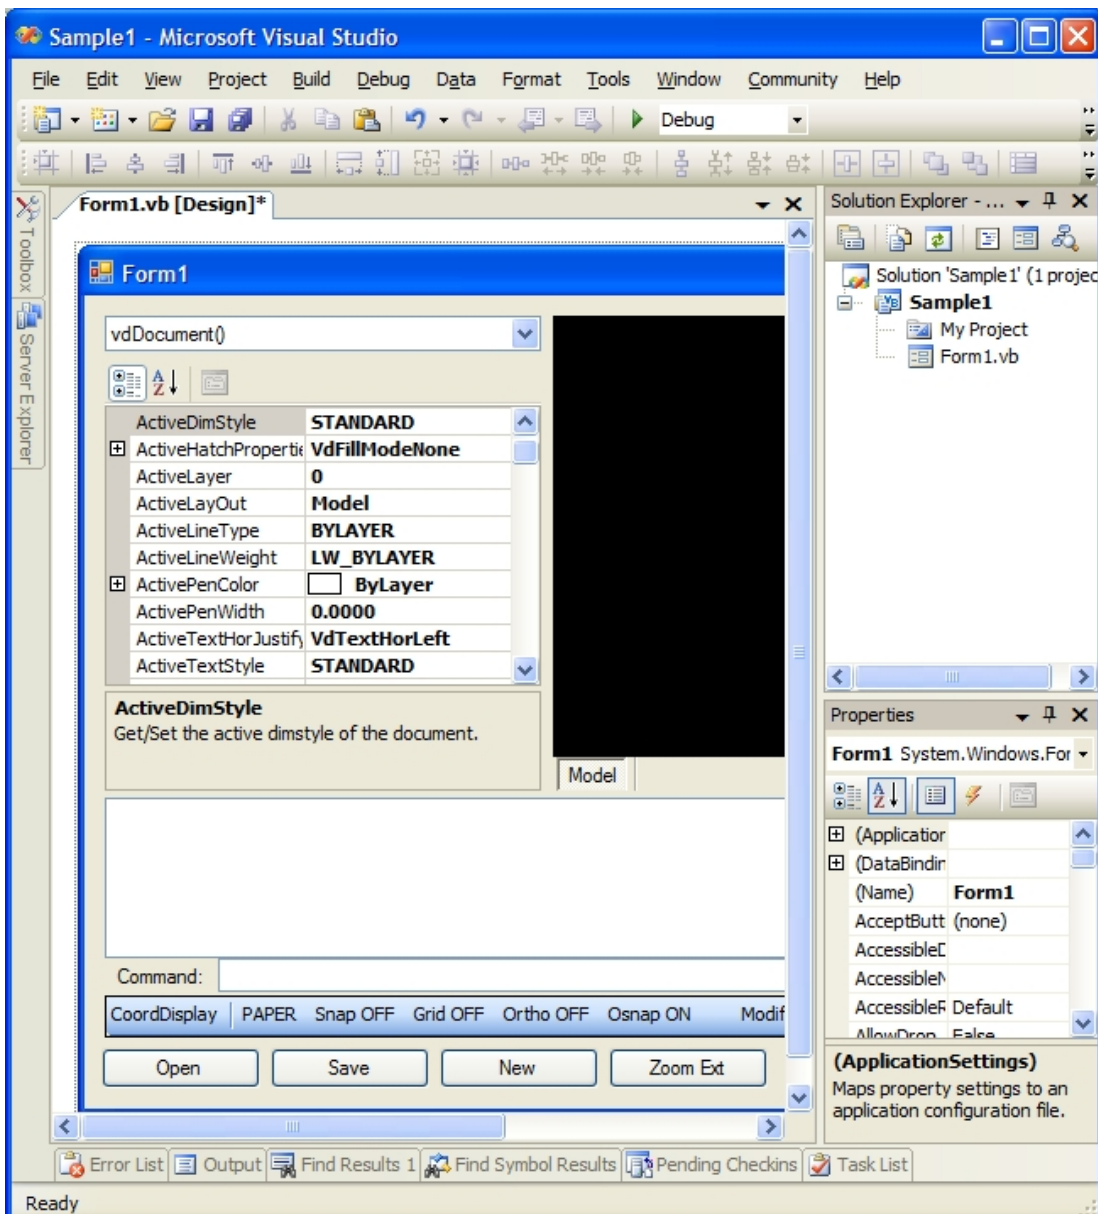 Sample1 - Microsoft Visual Studio
File Edit View Project Build Debug Data Format Tools Window Community Help
Debug
Toolbox
Server Explorer
Form1.vb [Design]*
Form1
vdDocument()
ActiveDimStyle STANDARD
ActiveHatchPropertie VdFillModeNone
ActiveLayer 0
ActiveLayOut Model
ActiveLineType BYLAYER
ActiveLineWeight LW_BYLAYER
ActivePenColor ByLayer
ActivePenWidth 0.0000
ActiveTextHorJustify VdTextHorLeft
ActiveTextStyle STANDARD
ActiveDimStyle
Get/Set the active dimstyle of the document.
Model
Command:
CoordDisplay PAPER Snap OFF Grid OFF Ortho OFF Osnap ON Modif
Open Save New Zoom Ext
Solution Explorer - ...
Solution 'Sample1' (1 projec
Sample1
My Project
Form1.vb
Properties
Form1 System.Windows.For
(Application
(DataBindin
(Name) Form1
AcceptButt (none)
Accessible
Accessible
Accessible Default
AllowDrop False
(ApplicationSettings)
Maps property settings to an
application configuration file.
Error List Output Find Results 1 Find Symbol Results Pending Checkins Task List
Ready